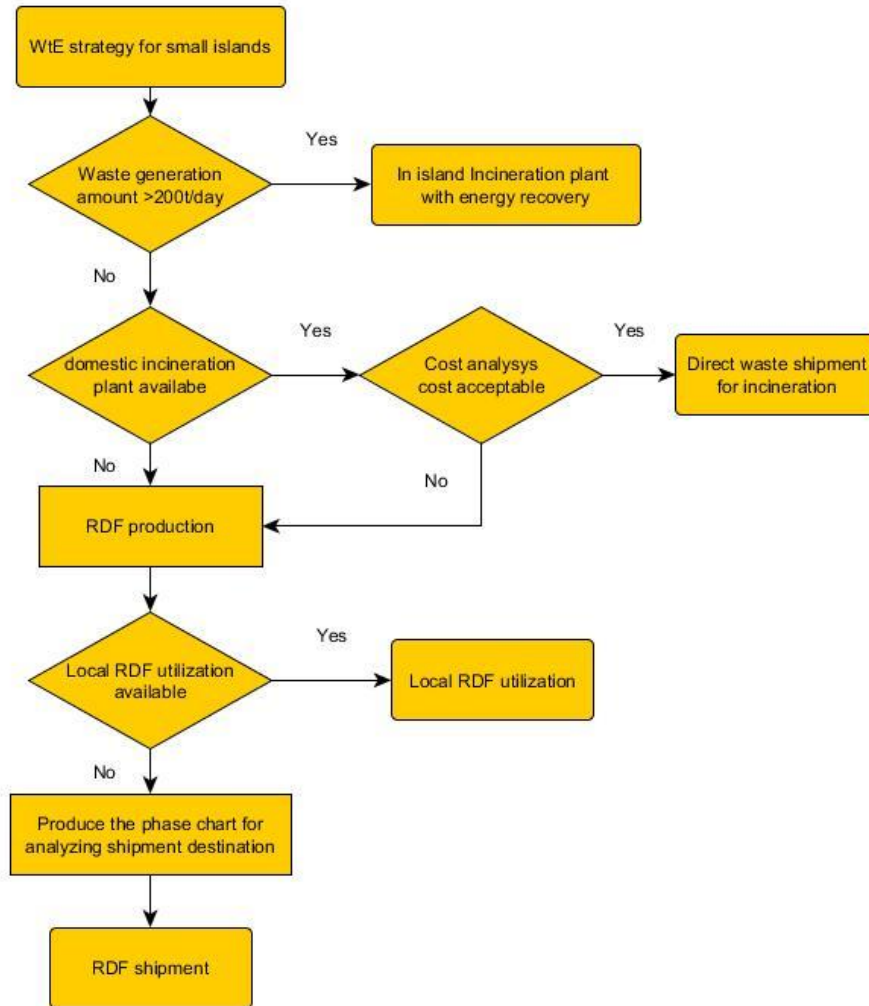 WtE strategy for small islands
Yes
Waste generation
amount >200t/day
In island Incineration plant
with energy recovery
No
Yes
Yes
domestic incineration
plant availabe
Cost analysys
cost acceptable
Direct waste shipment
for incineration
No
No
RDF production
Yes
Local RDF utilization
available
Local RDF utilization
No
Produce the phase chart for
analyzing shipment destination
RDF shipment